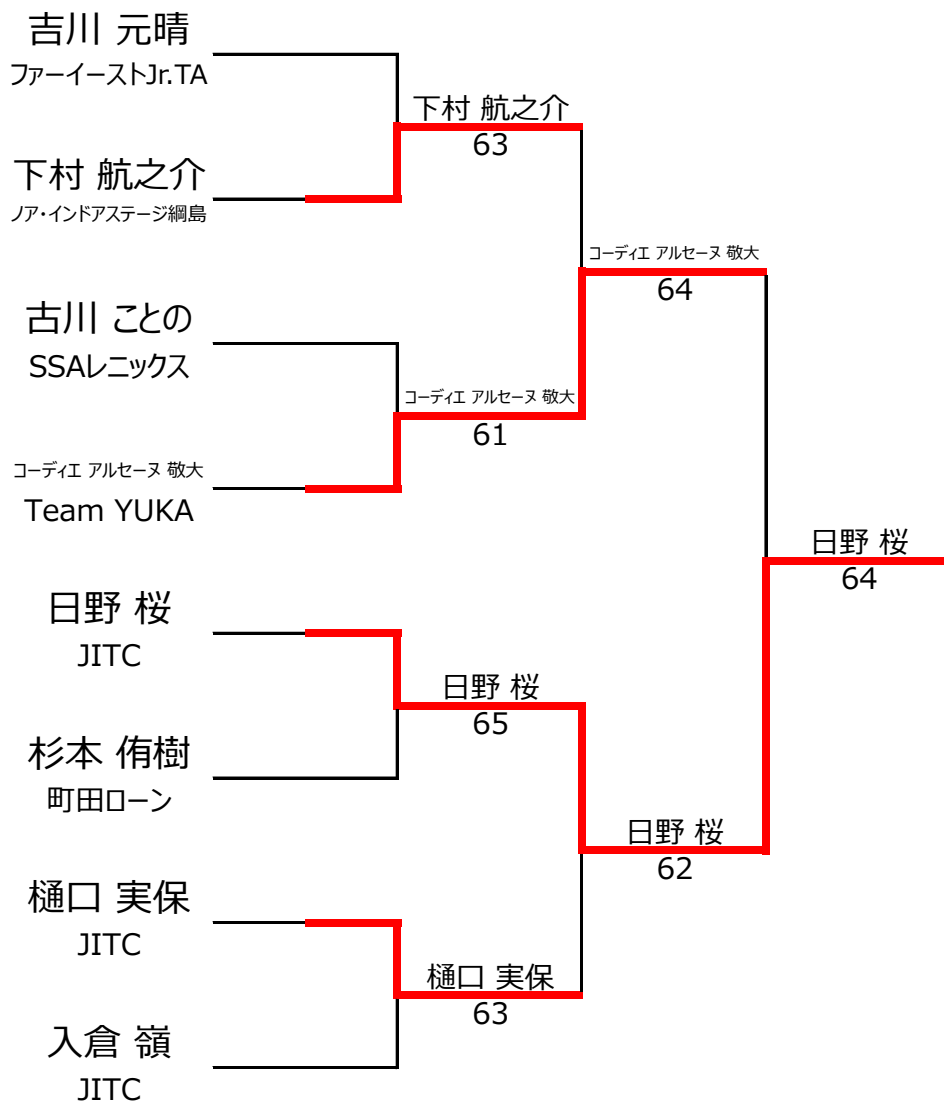 吉川 元晴
ファーイーストJr.TA
下村 航之介
63
下村 航之介
ノア・インドアステージ綱島
コーディエ アルセーヌ 敬大
64
古川 ことの
SSAレニックス
コーディエ アルセーヌ 敬大
61
コーディエ アルセーヌ 敬大
Team YUKA
日野 桜
64
日野 桜
JITC
日野 桜
65
杉本 侑樹
町田ローン
日野 桜
62
樋口 実保
JITC
樋口 実保
63
入倉 嶺
JITC